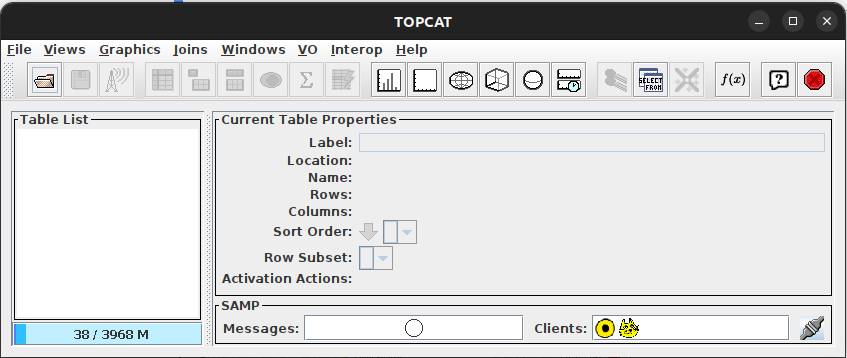 TOPCAT
File Views Graphics Joins Windows VO Interop Help
Σ SELECT FROM f(x) ?
Table List
Current Table Properties
Label:
Location:
Name:
Rows:
Columns:
Sort Order:
Row Subset:
Activation Actions:
SAMP
38 / 3968 M
Messages: Clients: